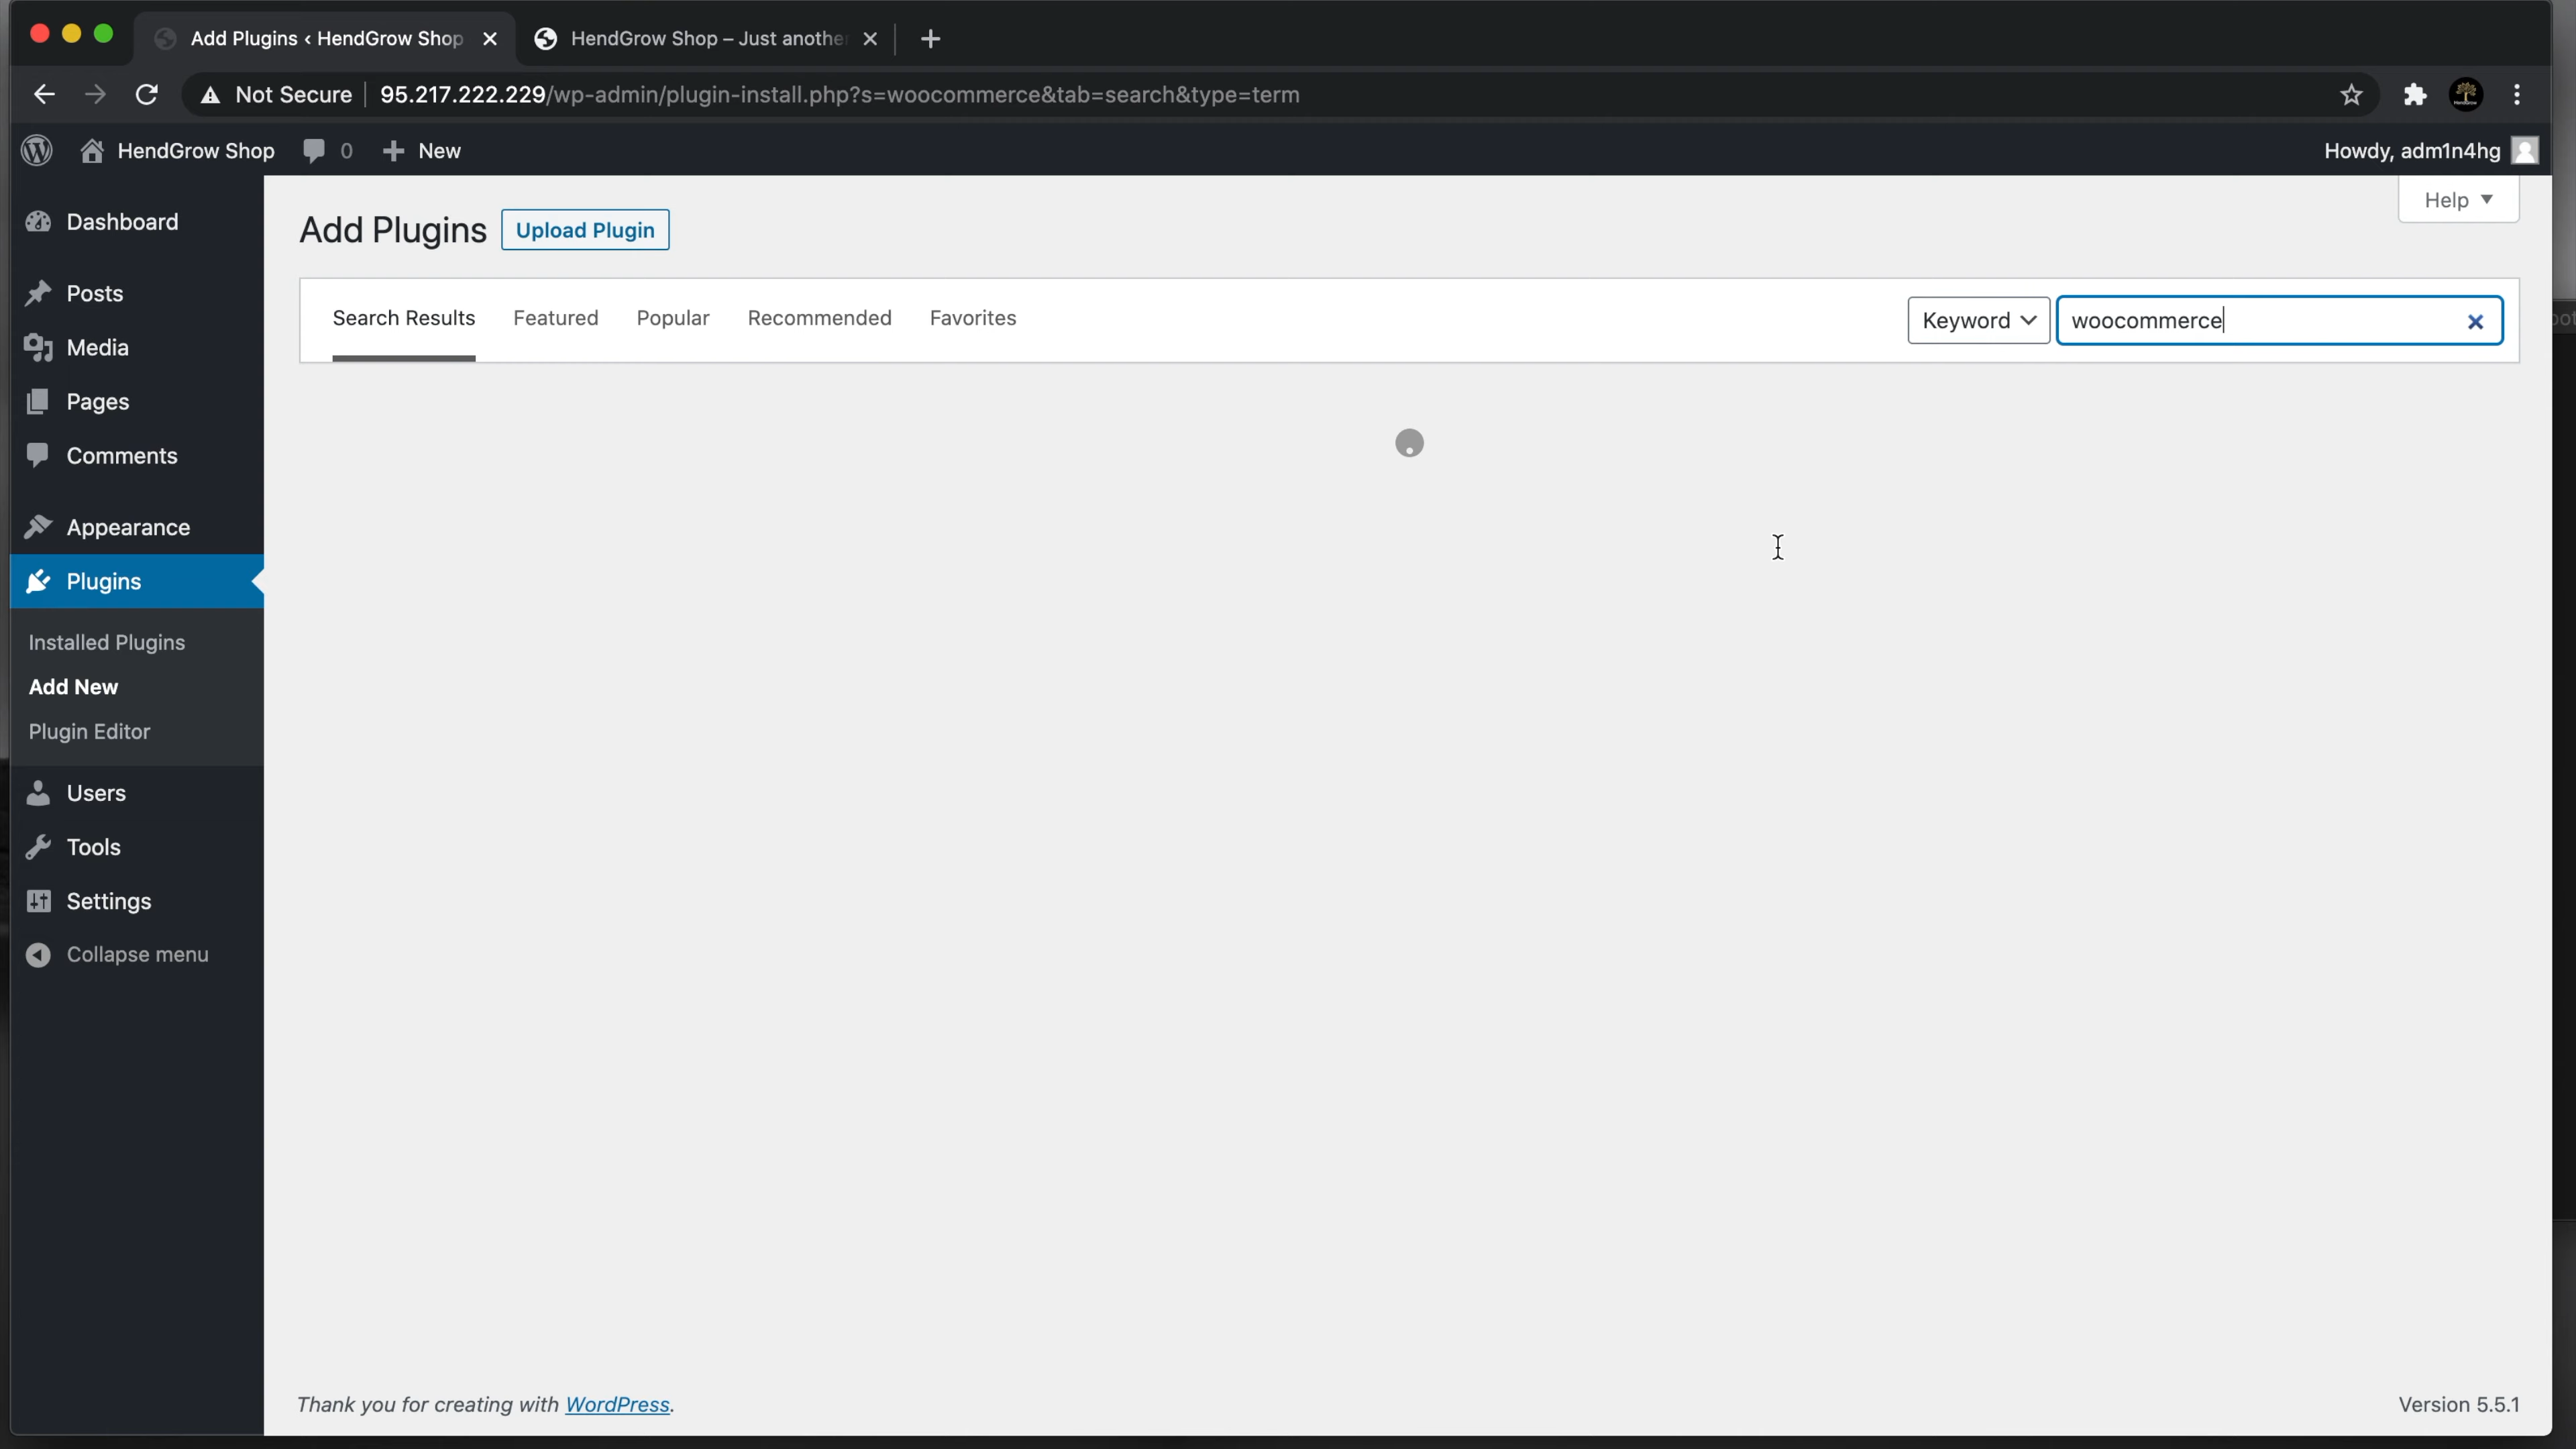 Add Plugins ‹ HendGrow Shop
HendGrow Shop – Just anothe
Not Secure
95.217.222.229/wp-admin/plugin-install.php?s=woocommerce&tab=search&type=term
HendGrow Shop
0
New
Howdy, adm1n4hg
Dashboard
Posts
Media
Pages
Comments
Appearance
Plugins
Installed Plugins
Add New
Plugin Editor
Users
Tools
Settings
Collapse menu
Help
Add Plugins
Upload Plugin
Search Results
Featured
Popular
Recommended
Favorites
Keyword
woocommerce
Thank you for creating with WordPress.
Version 5.5.1